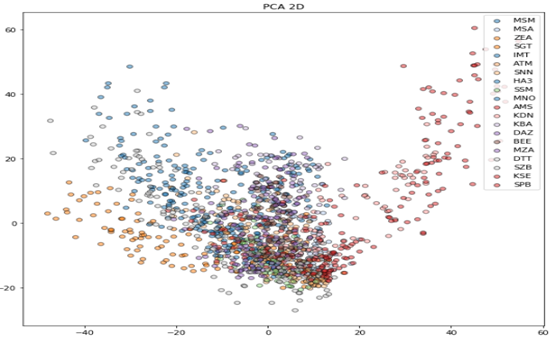 PCA 2D
MSM
MSA
ZEA
SGT
IMT
ATM
SNN
HA3
SSM
MNO
AMS
KDN
KBA
DAZ
BEE
MZA
DTT
SZB
KSE
SPB
60
40
20
0
−20
−40 −20 0 20 40 60